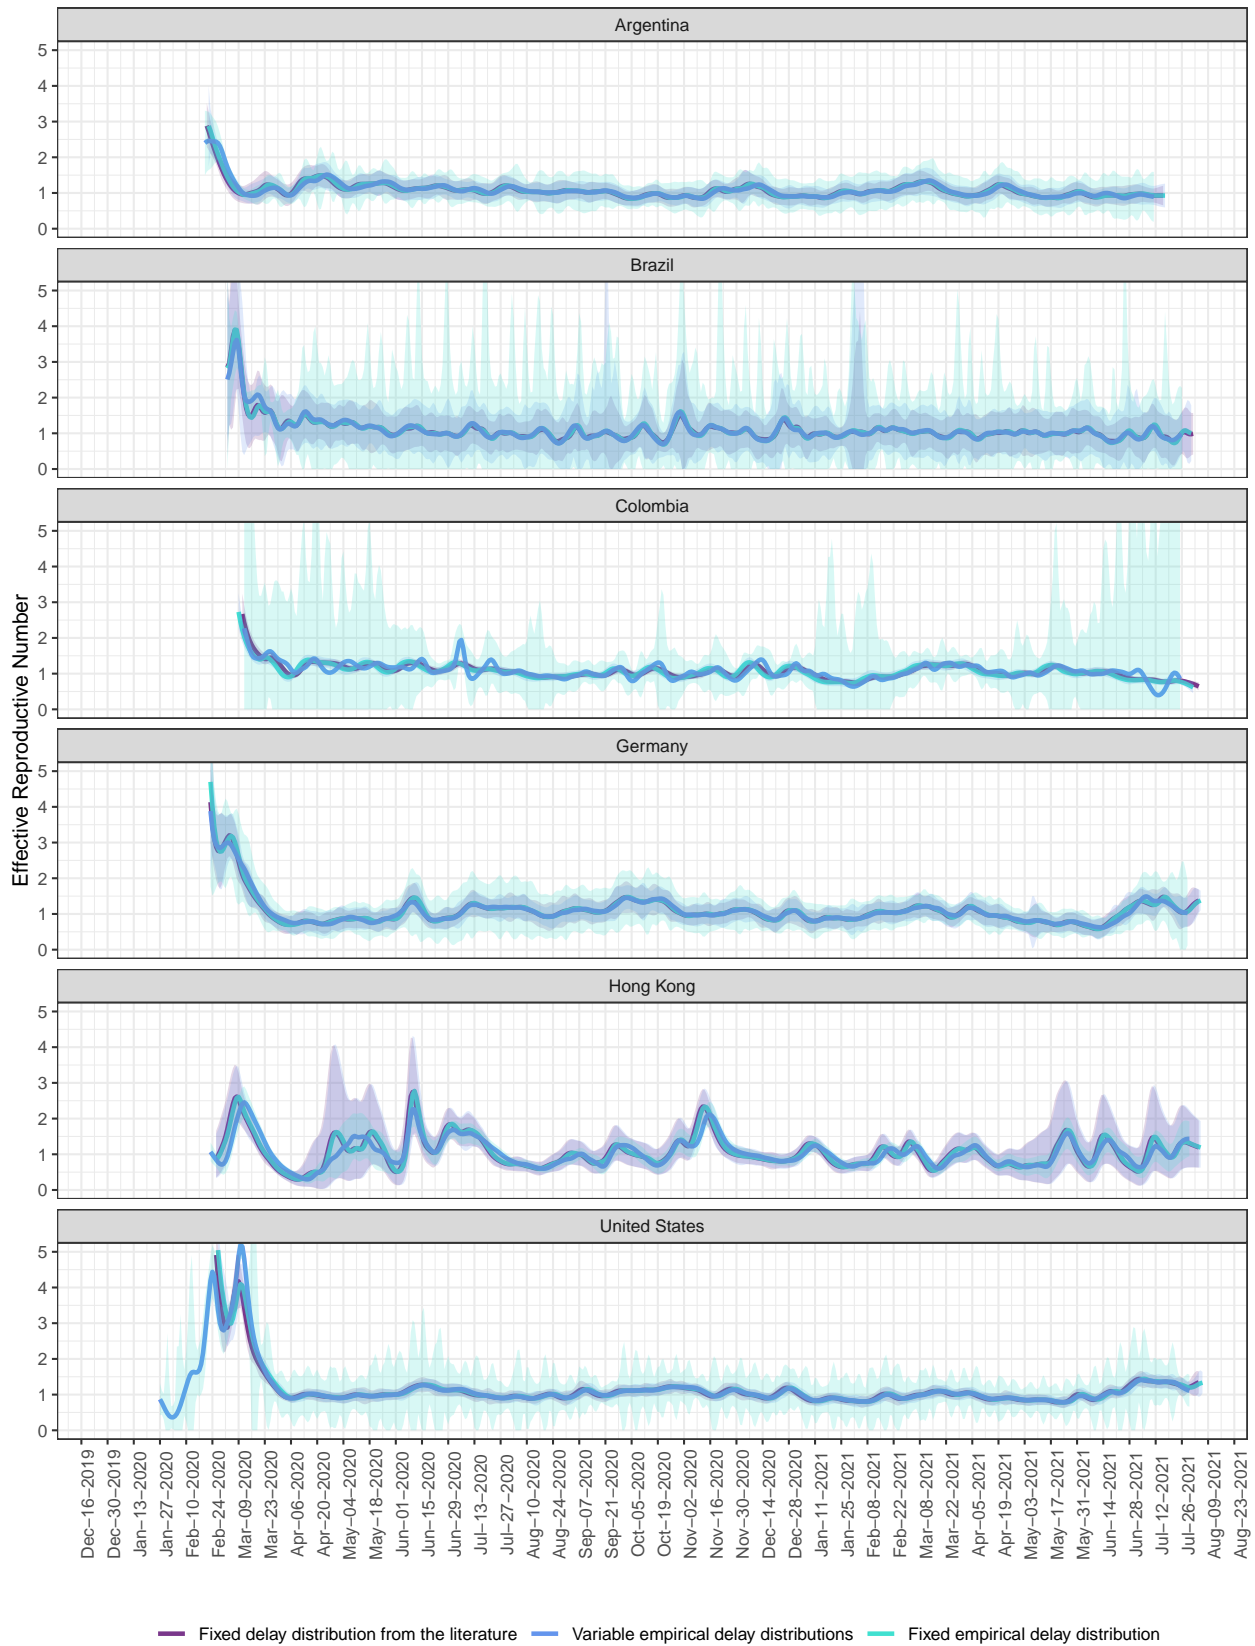 Argentina
5
4
3
2
1
0
Brazil
5
4
3
2
1
0
Colombia
5
4
3
2
1
0
Germany
5
4
3
2
1
0
Hong Kong
5
4
3
2
1
0
United States
5
4
3
2
1
0
Effective Reproductive Number
Dec−16−2019
Dec−30−2019
Jan−13−2020
Jan−27−2020
Feb−10−2020
Feb−24−2020
Mar−09−2020
Mar−23−2020
Apr−06−2020
Apr−20−2020
May−04−2020
May−18−2020
Jun−01−2020
Jun−15−2020
Jun−29−2020
Jul−13−2020
Jul−27−2020
Aug−10−2020
Aug−24−2020
Sep−07−2020
Sep−21−2020
Oct−05−2020
Oct−19−2020
Nov−02−2020
Nov−16−2020
Nov−30−2020
Dec−14−2020
Dec−28−2020
Jan−11−2021
Jan−25−2021
Feb−08−2021
Feb−22−2021
Mar−08−2021
Mar−22−2021
Apr−05−2021
Apr−19−2021
May−03−2021
May−17−2021
May−31−2021
Jun−14−2021
Jun−28−2021
Jul−12−2021
Jul−26−2021
Aug−09−2021
Aug−23−2021
Fixed delay distribution from the literature
Variable empirical delay distributions
Fixed empirical delay distribution